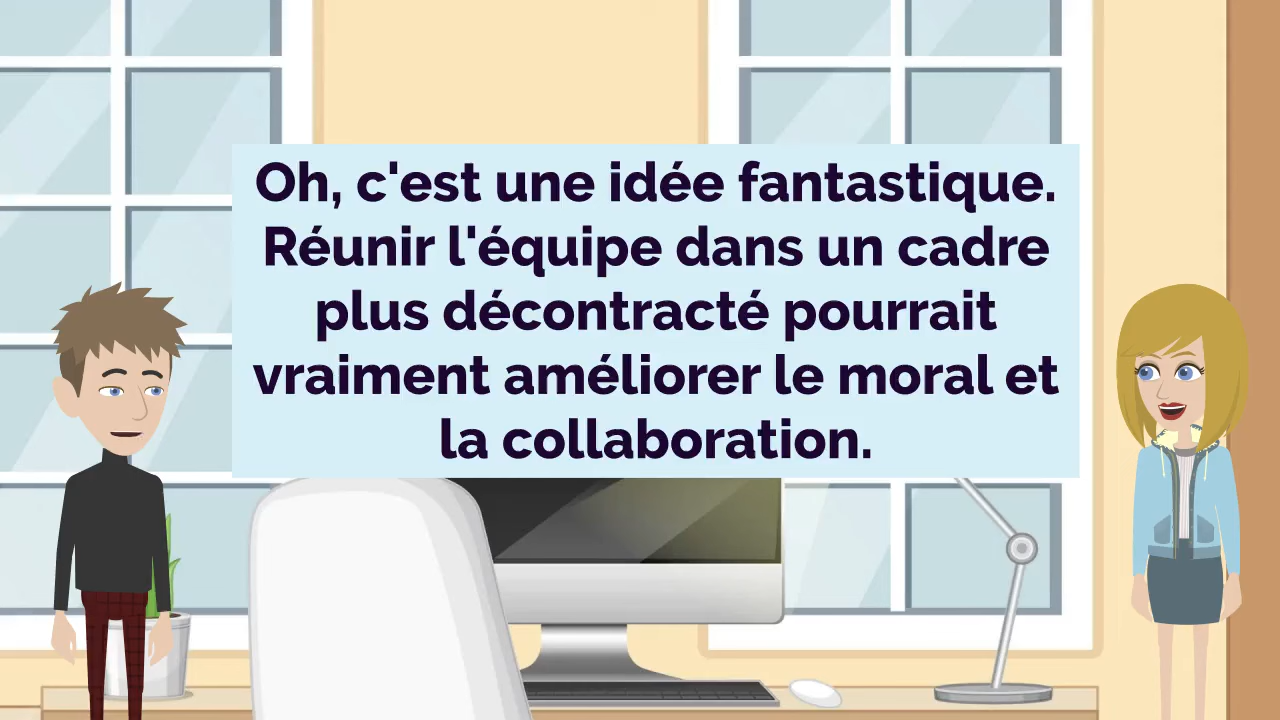 Oh, c'est une idée fantastique.
Réunir l'équipe dans un cadre
plus décontracté pourrait
vraiment améliorer le moral et
la collaboration.